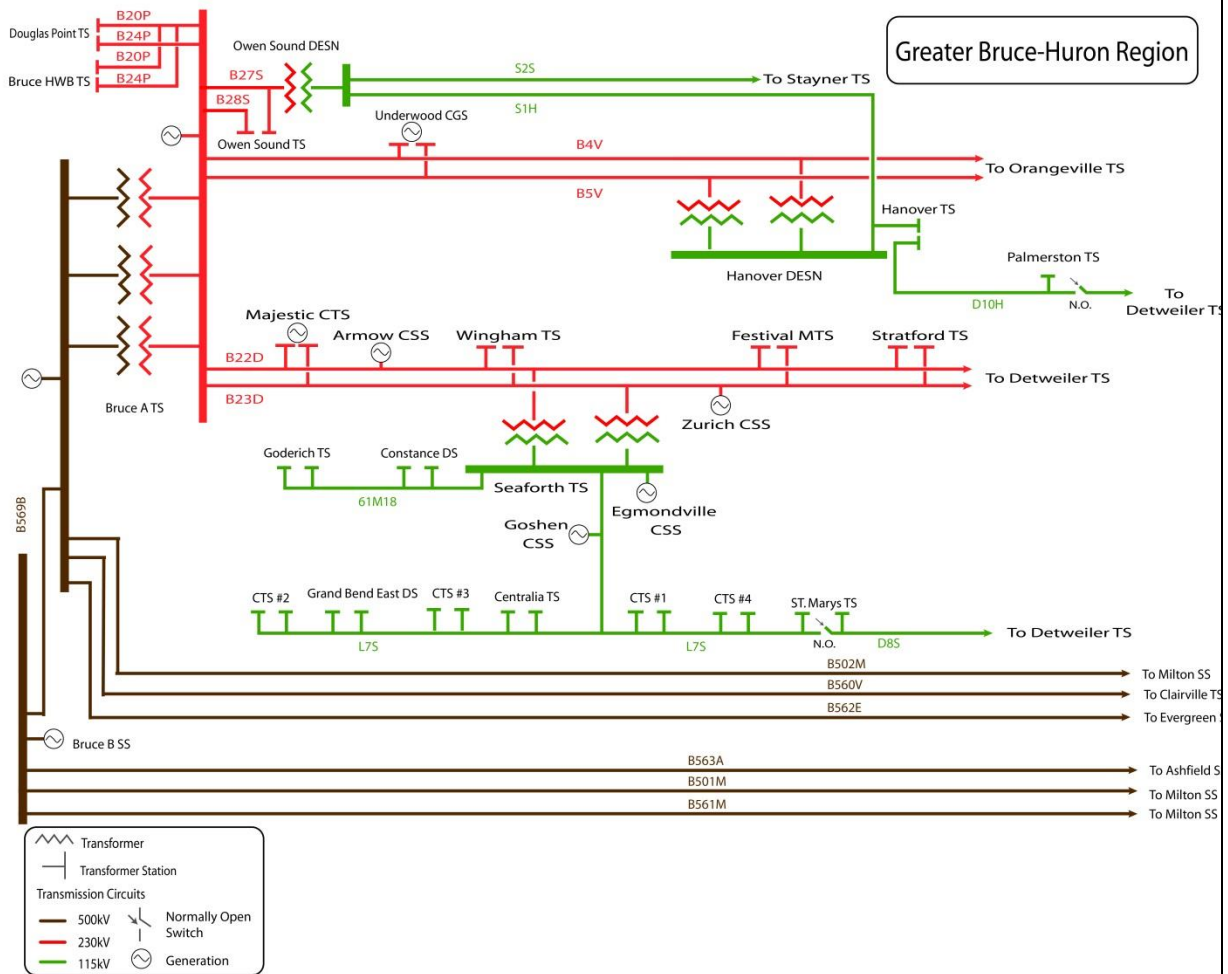 Greater Bruce-Huron Region
B20P
Douglas Point TS
B24P
B20P
Bruce HWB TS
B24P
Owen Sound DESN
B27S
B28S
Owen Sound TS
S2S
To Stayner TS
S1H
Underwood CGS
B4V
To Orangeville TS
B5V
Hanover TS
Hanover DESN
Palmerston TS
D10H
N.O.
To
Detweiler TS
Bruce A TS
Majestic CTS
Armow CSS
Wingham TS
Festival MTS
Stratford TS
B22D
To Detweiler TS
B23D
Zurich CSS
Goderich TS
Constance DS
61M18
Seaforth TS
Egmondville
CSS
Goshen
CSS
B569B
CTS #2
Grand Bend East DS
CTS #3
Centralia TS
CTS #1
CTS #4
ST. Marys TS
L7S
L7S
N.O.
D8S
To Detweiler TS
B502M
To Milton SS
B560V
To Clairville TS
B562E
To Evergreen
Bruce B SS
B563A
To Ashfield S
B501M
To Milton SS
B561M
To Milton SS
Transformer
Transformer Station
Transmission Circuits
500kV
230kV
115kV
Normally Open
Switch
Generation